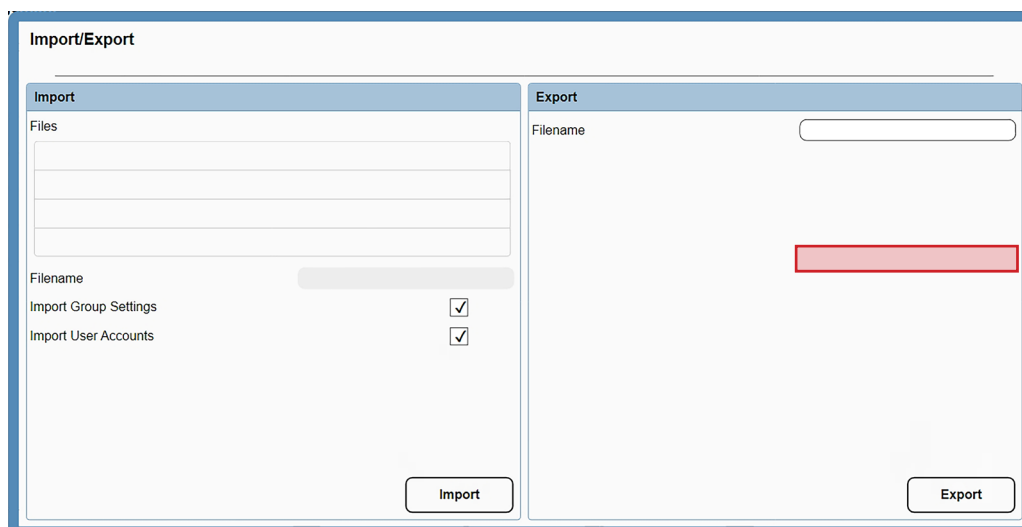 Import/Export
Import
Files
Filename
Import Group Settings
Import User Accounts
Import
Export
Filename
Export